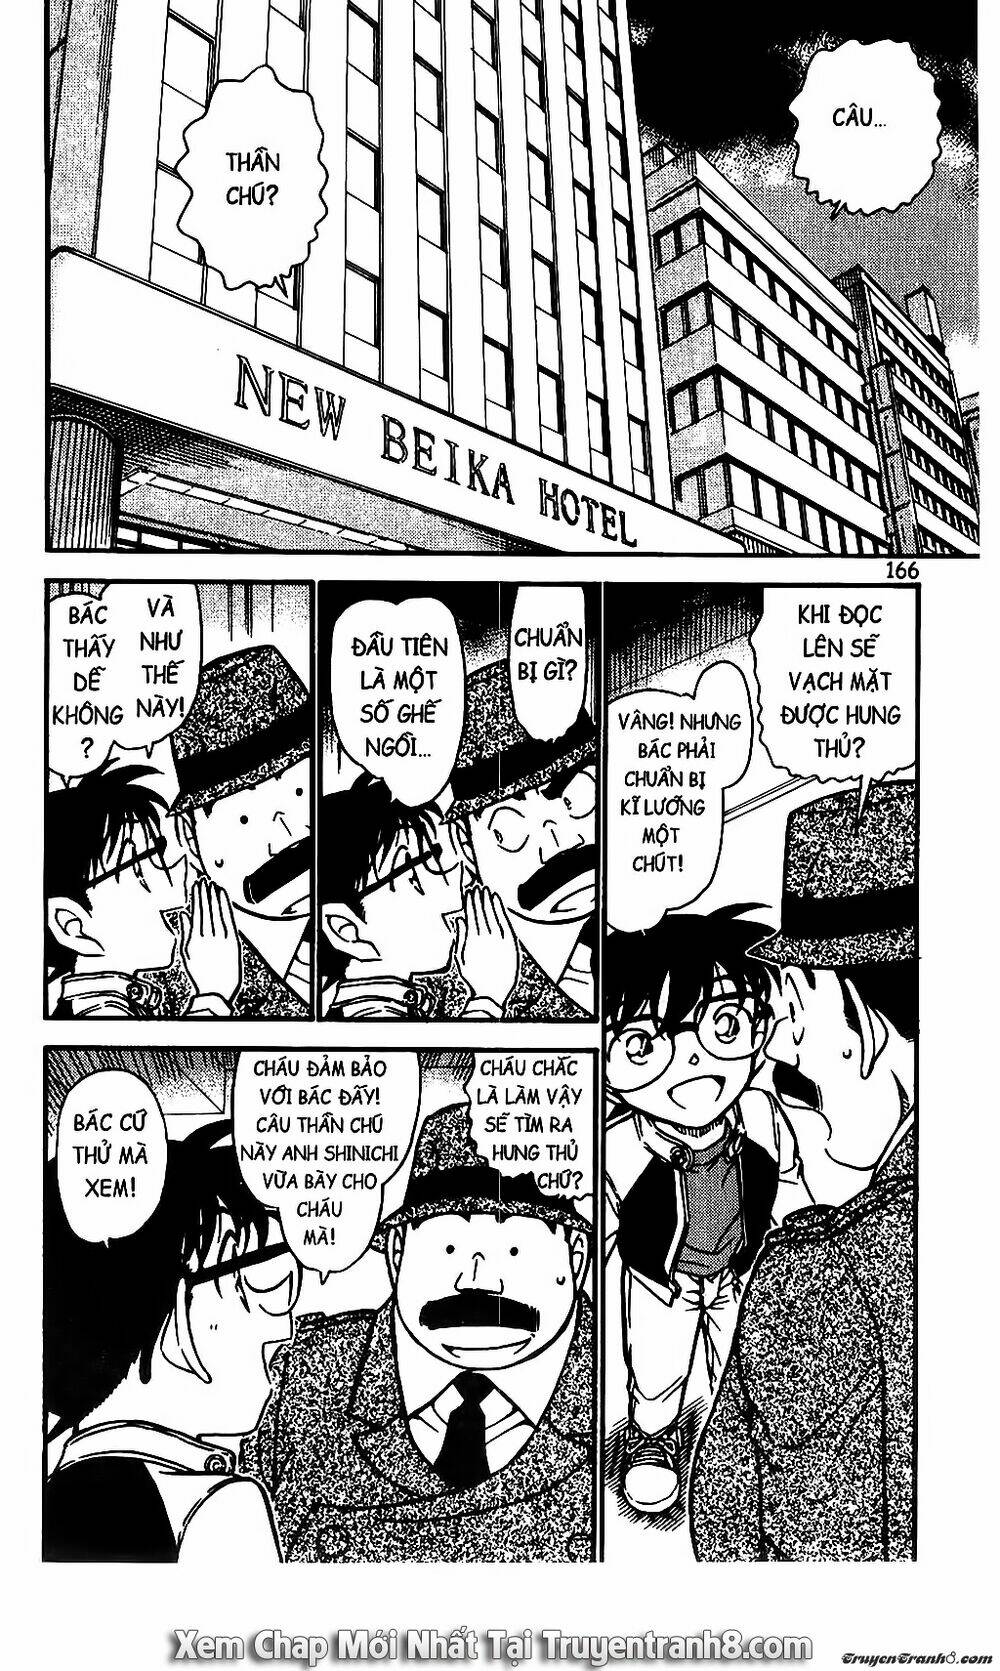 CÂU...
THẦN
CHÚ?
NEW BEIKA HOTEL
166
KHI ĐỌC
LÊN SẼ
VẠCH MẶT
ĐƯỢC HUNG
THỦ?
VÂNG! NHƯNG
BÁC PHẢI
CHUẨN BỊ
KĨ LƯỠNG
MỘT
CHÚT!
CHUẨN
BỊ GÌ?
ĐẦU TIÊN
LÀ MỘT
SỐ GHẾ
NGỒI...
VÀ
NHƯ
THẾ
NÀY!
BÁC
THẤY
DỄ
KHÔNG
?
CHÁU CHẮC
LÀ LÀM VẬY
SẼ TÌM RA
HUNG THỦ
CHỨ?
CHÁU ĐẢM BẢO
VỚI BÁC ĐẤY!
CÂU THẦN CHÚ
NÀY ANH SHINICHI
VỪA BÀY CHO
CHÁU
MÀ!
BÁC CỨ
THỬ MÀ
XEM!
Xem Chap Mới Nhất Tại Truyentranh8.com
TruyenTranh8.com